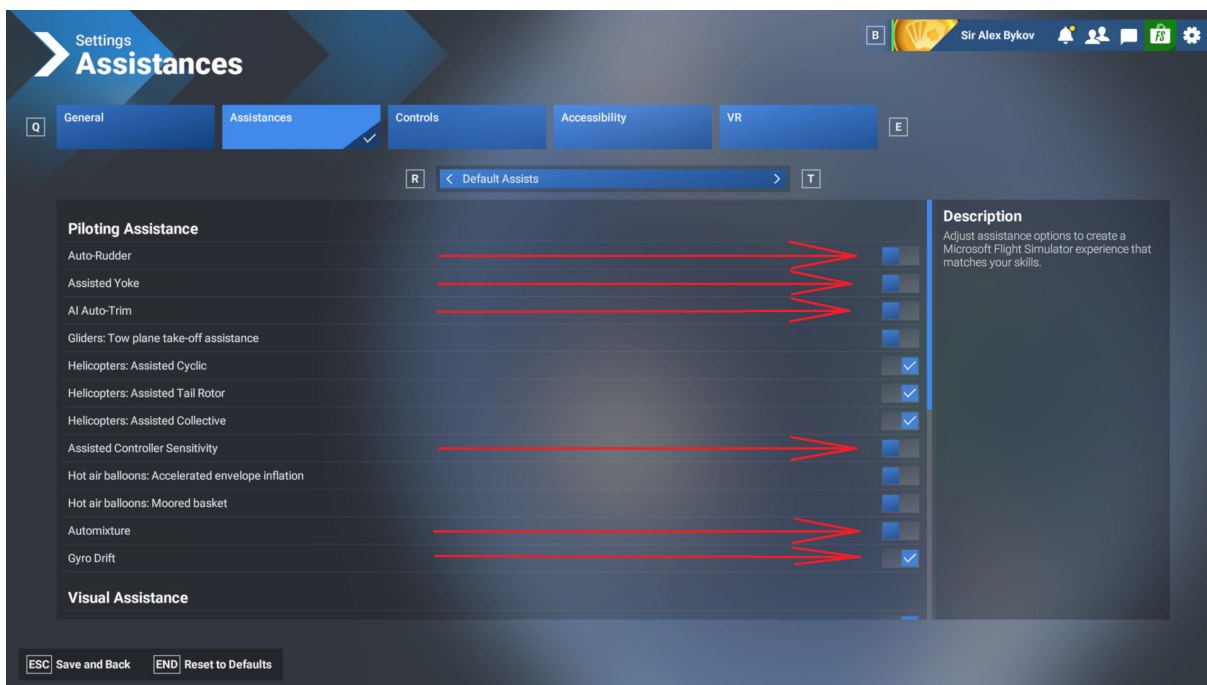 Settings
Assistances
B
Sir Alex Bykov
FS
Q
General
Assistances
Controls
Accessibility
VR
E
R
Default Assists
T
Piloting Assistance
Auto-Rudder
Assisted Yoke
AI Auto-Trim
Gliders: Tow plane take-off assistance
Helicopters: Assisted Cyclic
Helicopters: Assisted Tail Rotor
Helicopters: Assisted Collective
Assisted Controller Sensitivity
Hot air balloons: Accelerated envelope inflation
Hot air balloons: Moored basket
Automixture
Gyro Drift
Visual Assistance
Description
Adjust assistance options to create a
Microsoft Flight Simulator experience that
matches your skills.
ESC Save and Back
END Reset to Defaults